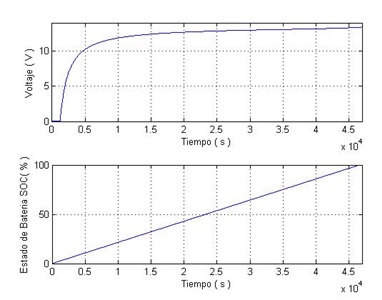 Voltaje ( V )
10
5
0
0 0.5 1 1.5 2 2.5 3 3.5 4 4.5
Tiempo ( s )
x 10^4
Estado de Bateria SOC( % )
100
50
0
0 0.5 1 1.5 2 2.5 3 3.5 4 4.5
Tiempo ( s )
x 10^4